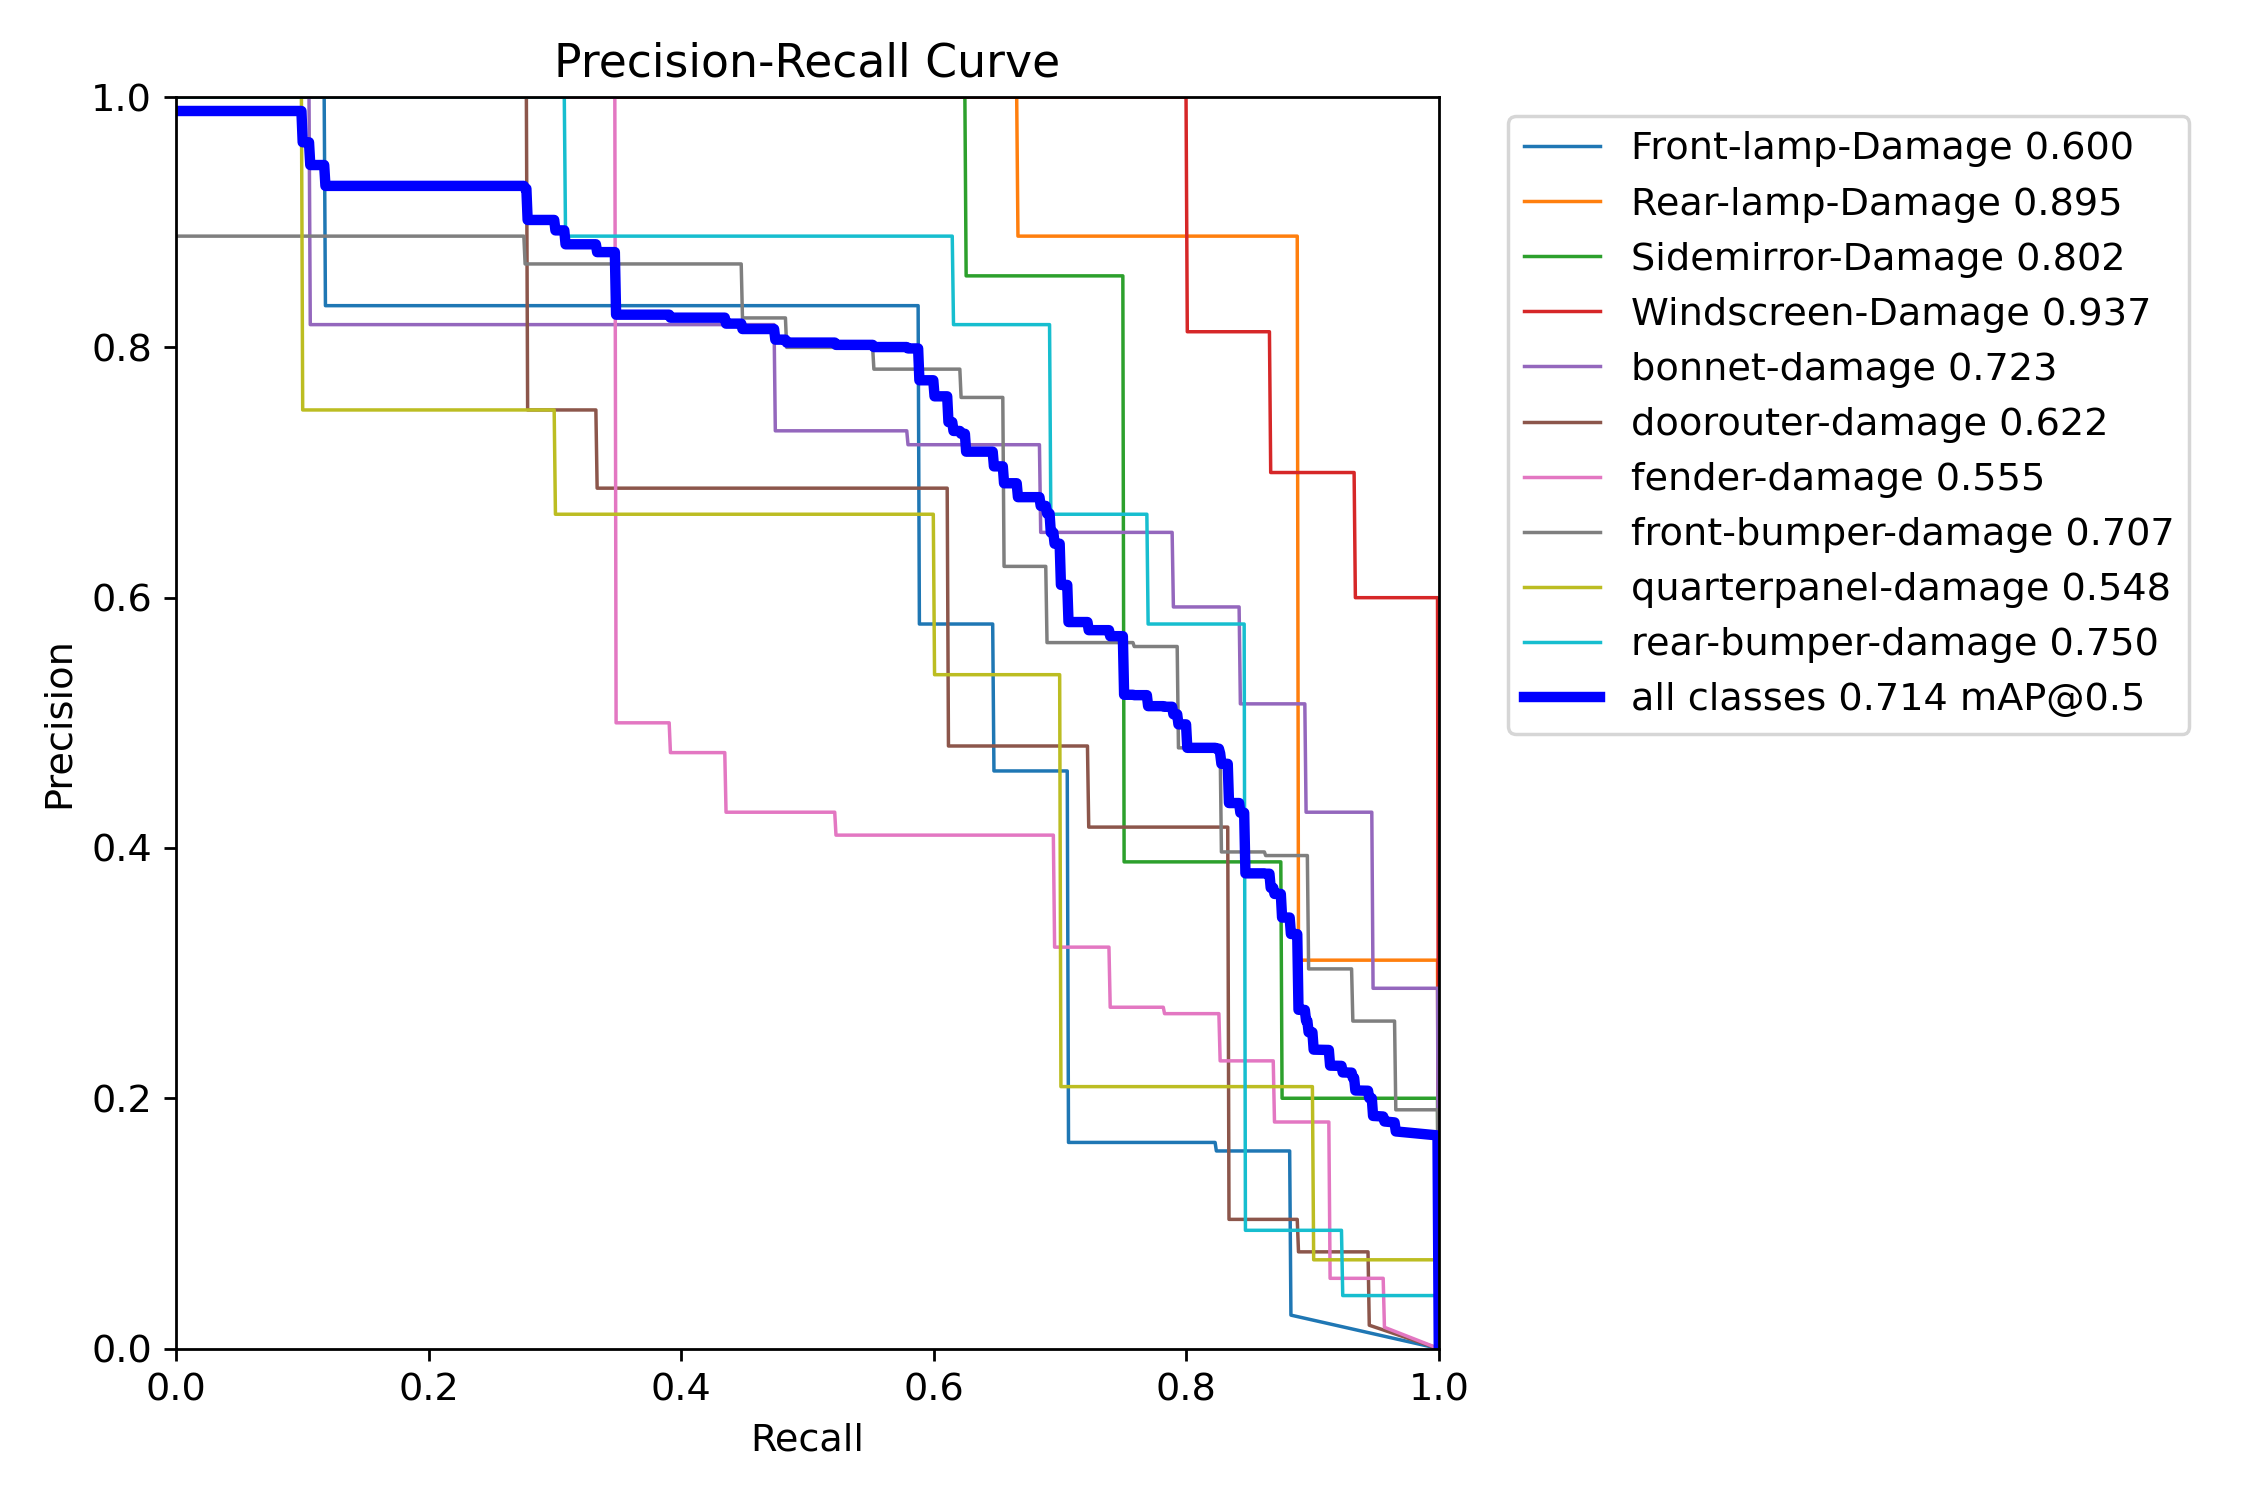 Precision-Recall Curve
1.0
0.8
0.6
0.4
0.2
0.0
Precision
0.0 0.2 0.4 0.6 0.8 1.0
Recall
Front-lamp-Damage 0.600
Rear-lamp-Damage 0.895
Sidemirror-Damage 0.802
Windscreen-Damage 0.937
bonnet-damage 0.723
doorouter-damage 0.622
fender-damage 0.555
front-bumper-damage 0.707
quarterpanel-damage 0.548
rear-bumper-damage 0.750
all classes 0.714 mAP@0.5